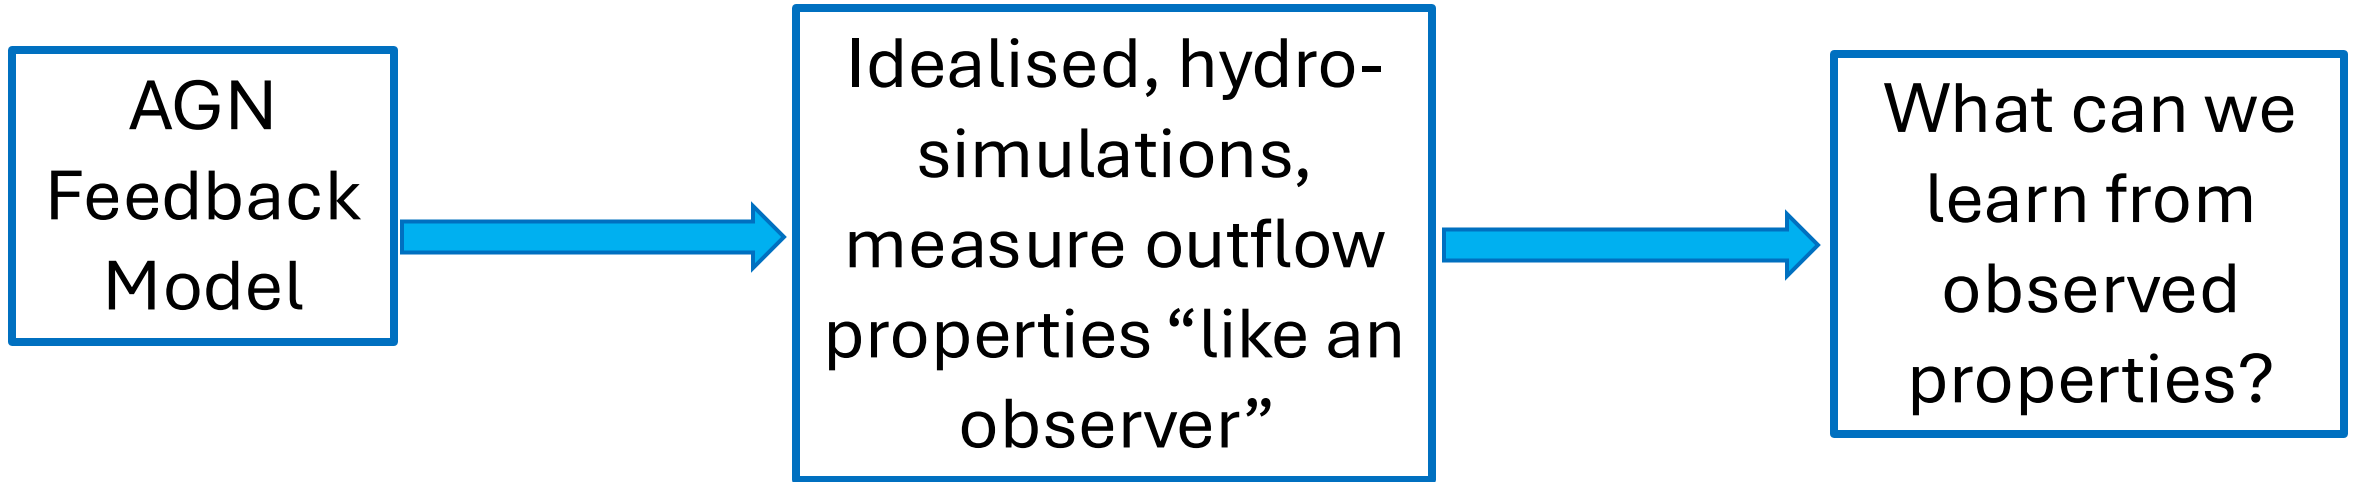 AGN
Feedback
Model
Idealised, hydro-
simulations,
measure outflow
properties “like an
observer”
What can we
learn from
observed
properties?